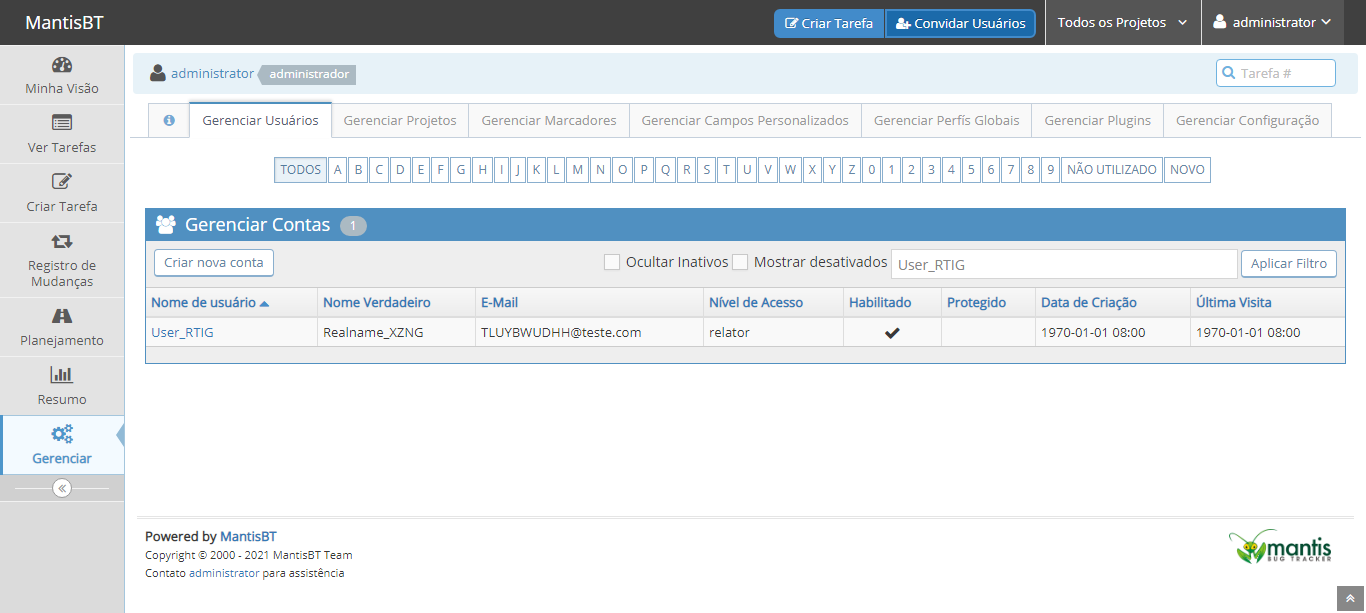 MantisBT
Criar Tarefa Convidar Usuários Todos os Projetos administrator
Minha Visão
Ver Tarefas
Criar Tarefa
Registro de
Mudanças
Planejamento
Resumo
Gerenciar
administrator administrador Tarefa #
Gerenciar Usuários Gerenciar Projetos Gerenciar Marcadores Gerenciar Campos Personalizados Gerenciar Perfís Globais Gerenciar Plugins Gerenciar Configuração
TODOS A B C D E F G H I J K L M N O P Q R S T U V W X Y Z 0 1 2 3 4 5 6 7 8 9 NÃO UTILIZADO NOVO
Gerenciar Contas 1
Criar nova conta Ocultar Inativos Mostrar desativados User_RTIG Aplicar Filtro
Nome de usuário Nome Verdadeiro E-Mail Nível de Acesso Habilitado Protegido Data de Criação Última Visita
User_RTIG Realname_XZNG TLUYBWUDHH@teste.com relator 1970-01-01 08:00 1970-01-01 08:00
Powered by MantisBT
Copyright © 2000 - 2021 MantisBT Team
Contato administrator para assistência
mantis
BUG TRACKER